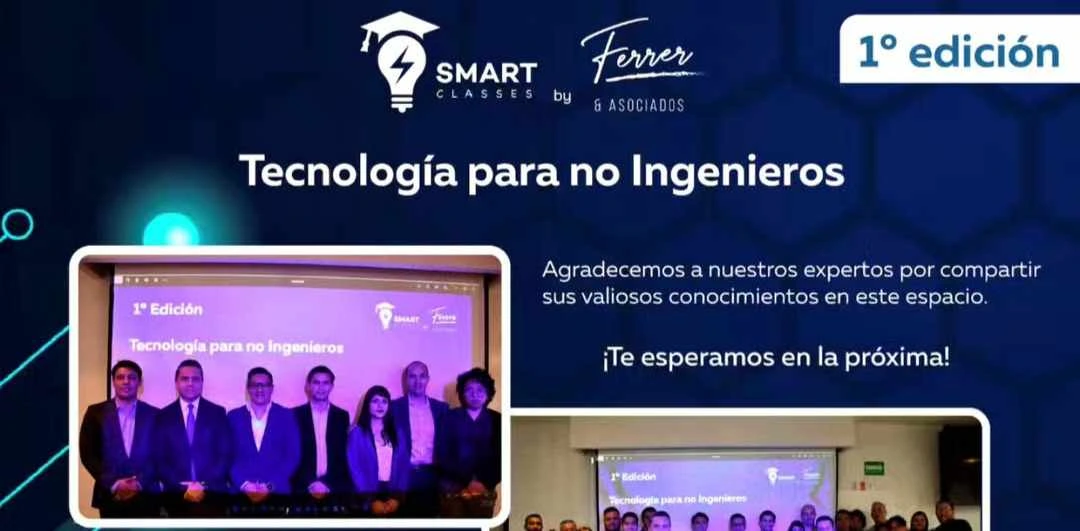 SMART
CLASSES
by
Ferrer
& ASOCIADOS
1° edición
Tecnología para no Ingenieros
Agradecemos a nuestros expertos por compartir
sus valiosos conocimientos en este espacio.
¡Te esperamos en la próxima!
1° Edición
SMART
Ferrer
Tecnología para no Ingenieros
1° Edición
Tecnología para no Ingenieros